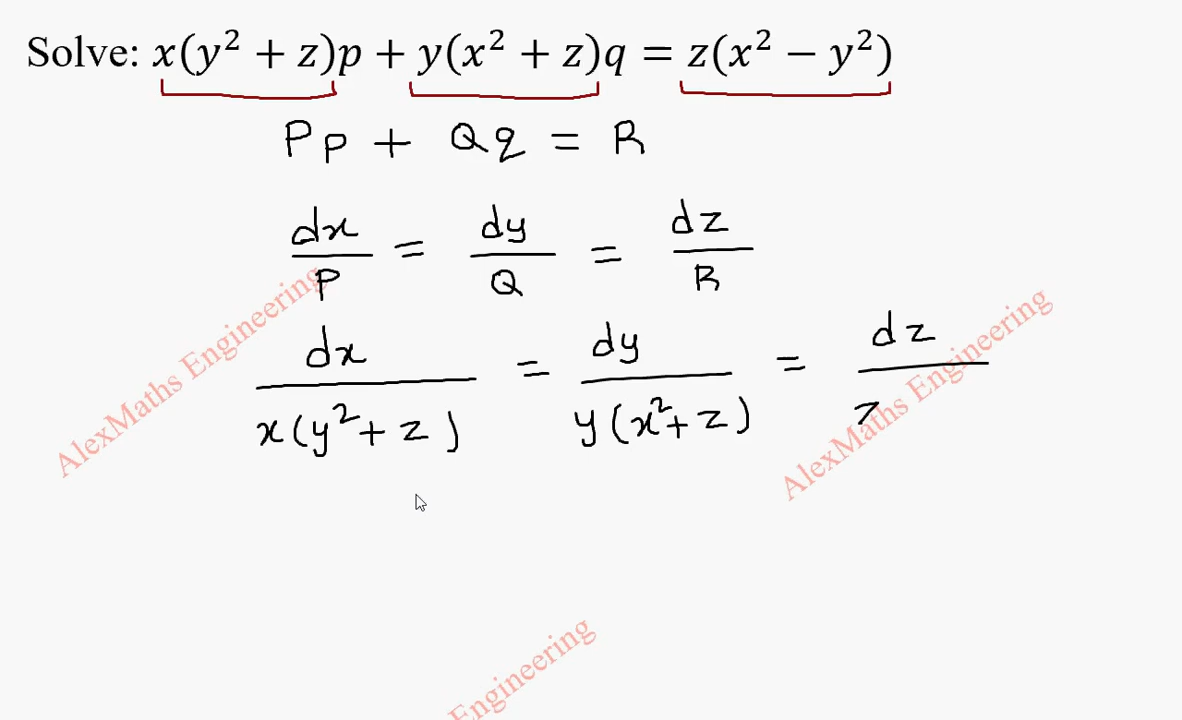 Solve: x(y² + z)p + y(x² + z)q = z(x² − y²)
Pp + Qq = R
dx/P = dy/Q = dz/R
dx/x(y²+z) = dy/y(x²+z) = dz/z
AlexMaths Engineering
AlexMaths Engineering
Engineering